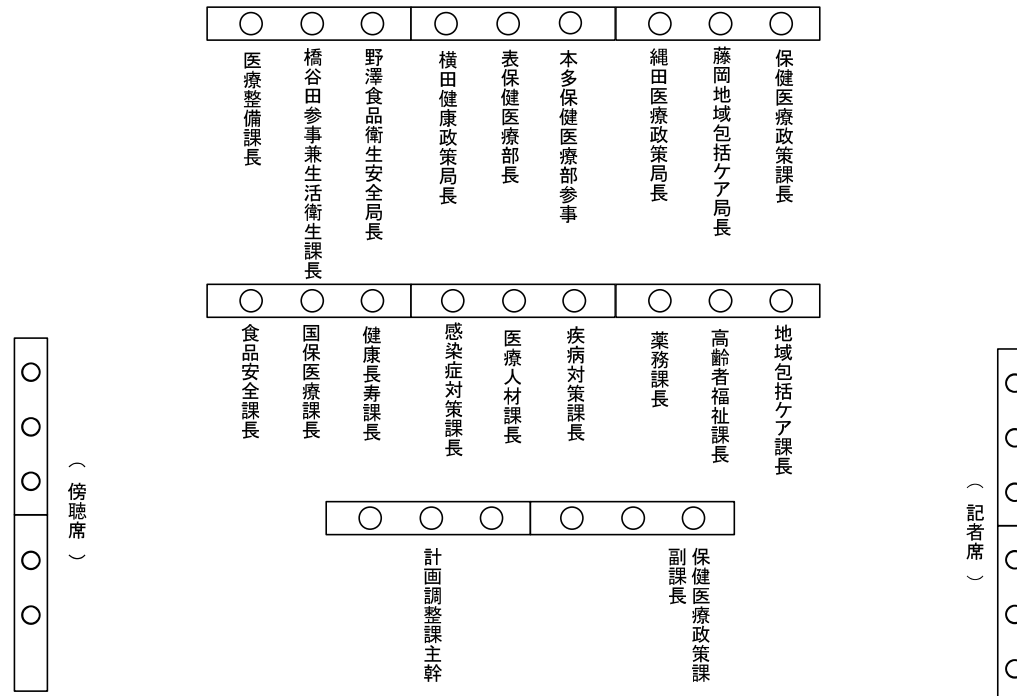 医療整備課長
橋谷田参事兼生活衛生課長
野澤食品衛生安全局長
横田健康政策局長
表保健医療部長
本多保健医療部参事
縄田医療政策局長
藤岡地域包括ケア局長
保健医療政策課長
食品安全課長
国保医療課長
健康長寿課長
感染症対策課長
医療人材課長
疾病対策課長
薬務課長
高齢者福祉課長
地域包括ケア課長
（傍聴席）
（記者席）
計画調整課主幹
保健医療政策課
副課長